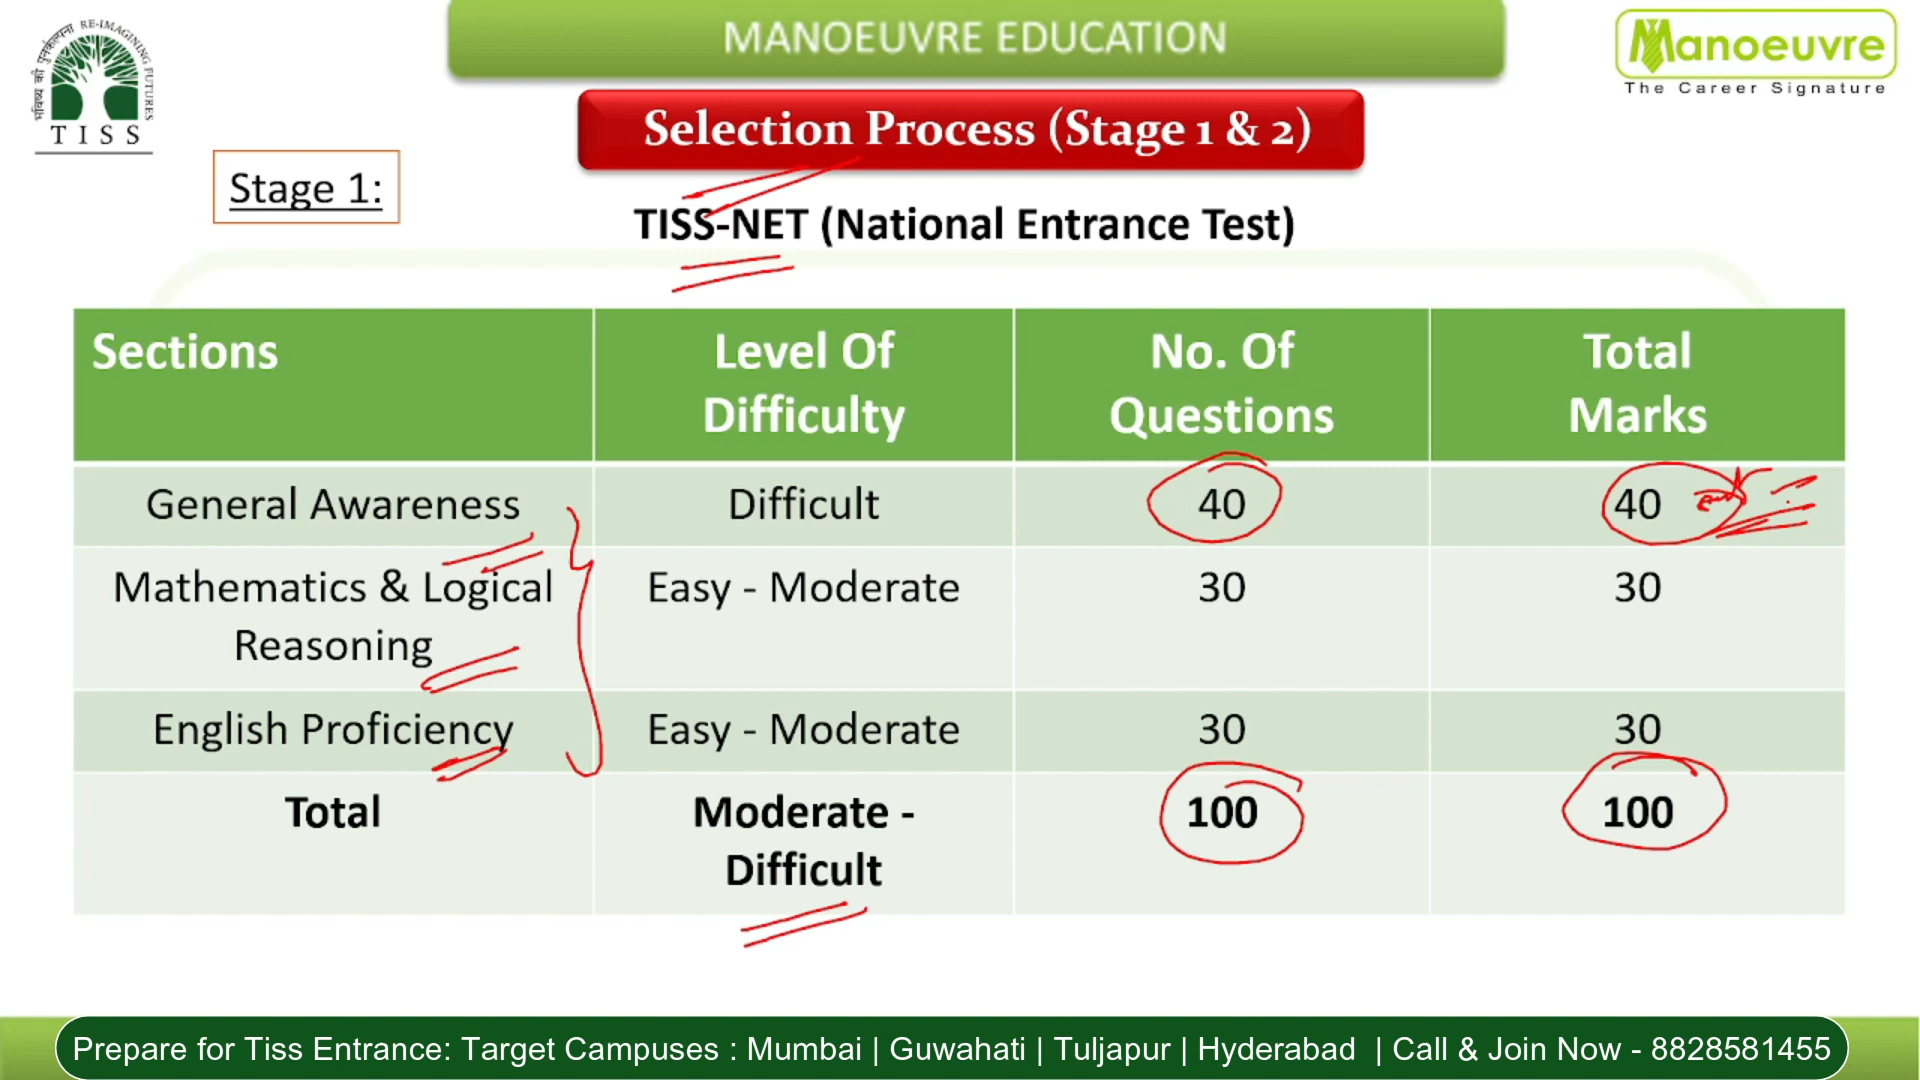 MANOEUVRE EDUCATION
RE-IMAGINING FUTURES
TISS
Manoeuvre
The Career Signature
Selection Process (Stage 1 & 2)
Stage 1:
TISS-NET (National Entrance Test)
Sections Level Of Difficulty No. Of Questions Total Marks
General Awareness Difficult 40 40
Mathematics & Logical Reasoning Easy - Moderate 30 30
English Proficiency Easy - Moderate 30 30
Total Moderate - Difficult 100 100
Prepare for Tiss Entrance: Target Campuses : Mumbai | Guwahati | Tuljapur | Hyderabad | Call & Join Now - 8828581455